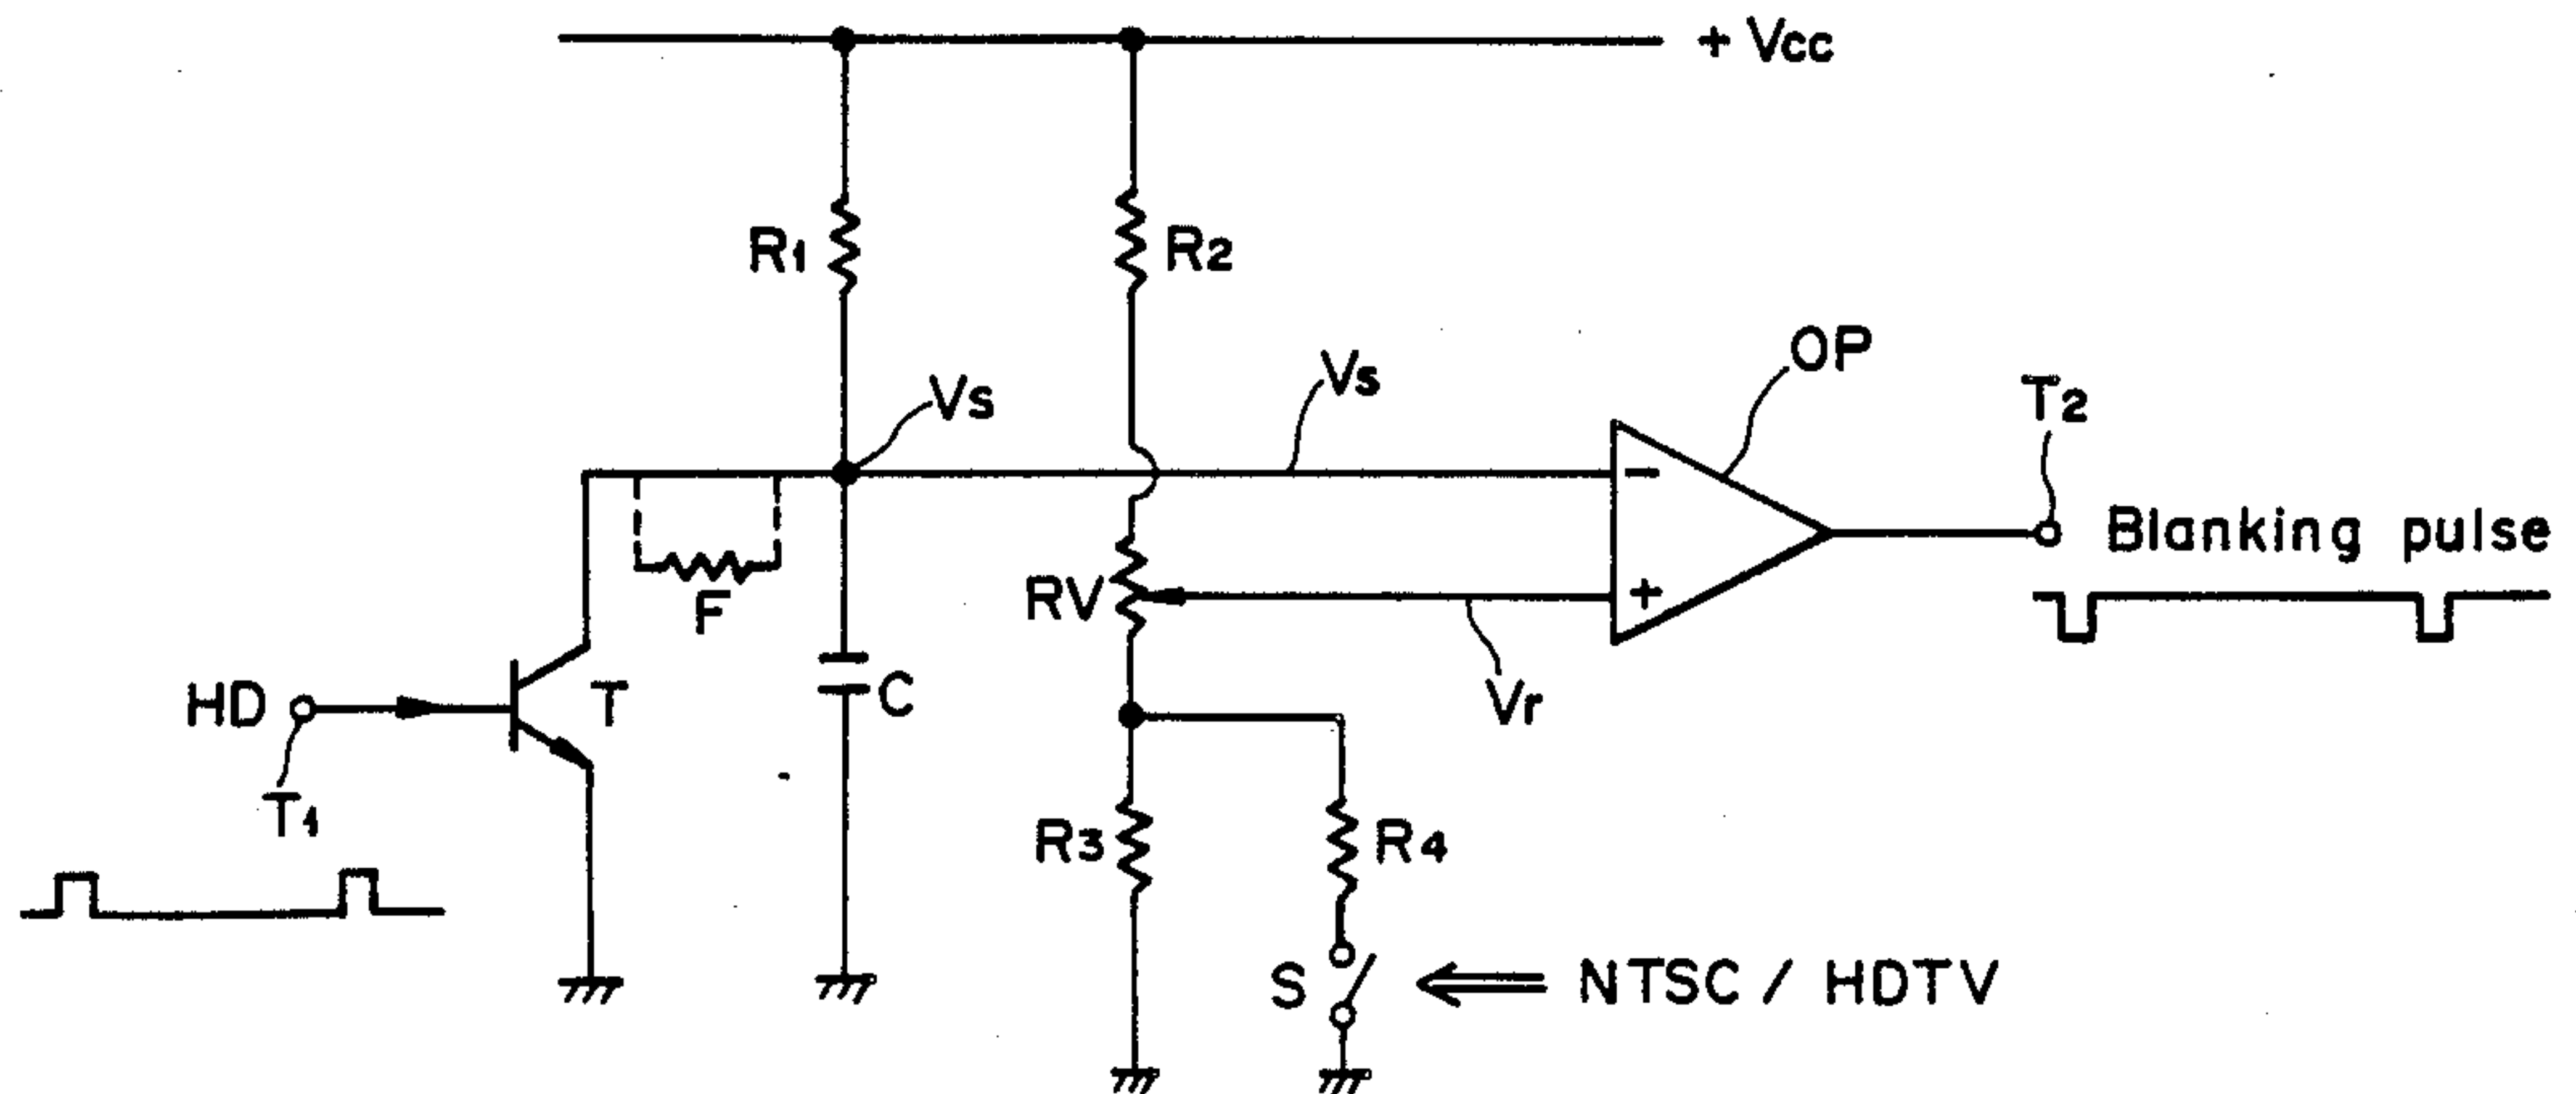 + Vcc
R1
R2
Vs
Vs
OP
T2
F
RV
Blanking pulse
−
+
HD
T
C
Vr
T1
R3
R4
S
NTSC / HDTV